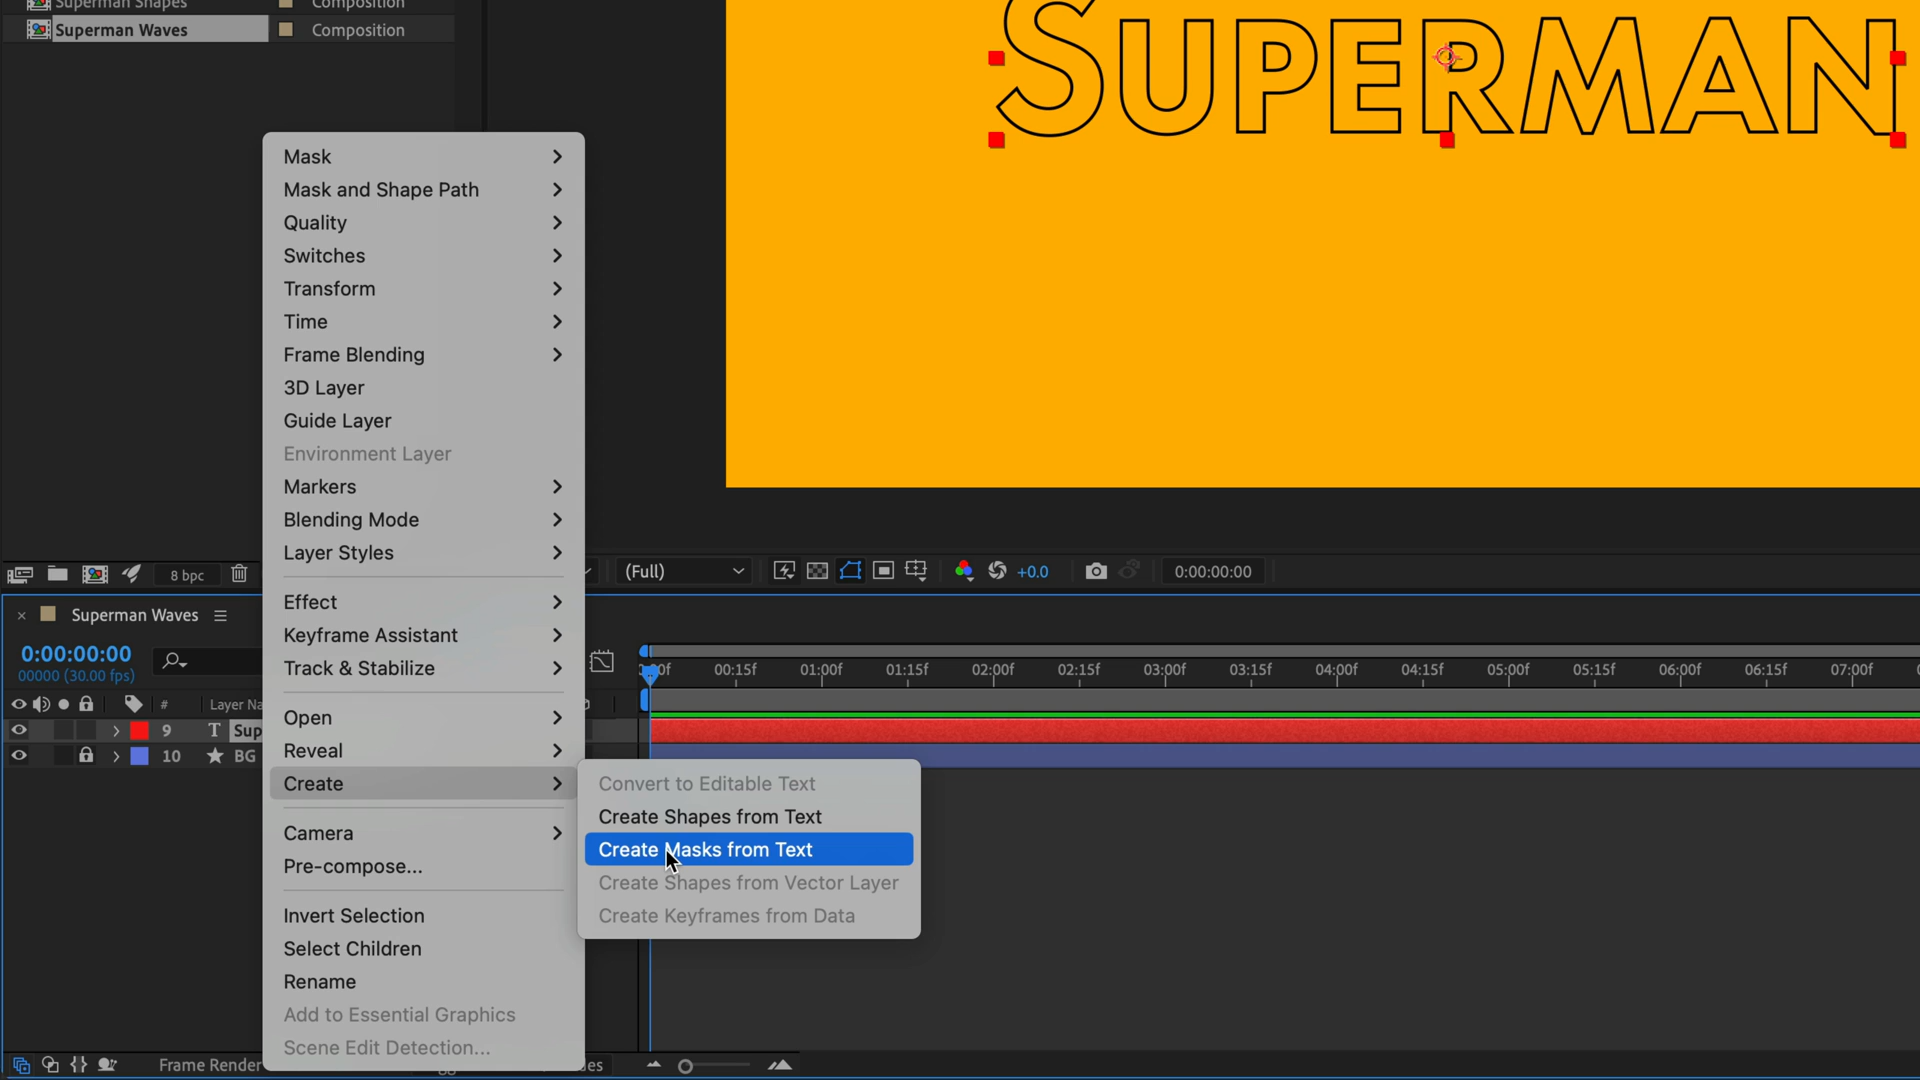 Superman Shapes Composition
Superman Waves Composition
SUPERMAN
Mask
Mask and Shape Path
Quality
Switches
Transform
Time
Frame Blending
3D Layer
Guide Layer
Environment Layer
Markers
Blending Mode
Layer Styles
Effect
Keyframe Assistant
Track & Stabilize
Open
Reveal
Create
Camera
Pre-compose...
Invert Selection
Select Children
Rename
Add to Essential Graphics
Scene Edit Detection...
Convert to Editable Text
Create Shapes from Text
Create Masks from Text
Create Shapes from Vector Layer
Create Keyframes from Data
8 bpc
(Full) +0.0 0:00:00:00
Superman Waves
0:00:00:00
00000 (30.00 fps)
00:15f 01:00f 01:15f 02:00f 02:15f 03:00f 03:15f 04:00f 04:15f 05:00f 05:15f 06:00f 06:15f 07:00f
# Layer Na
9 T Sup
10 BG
Frame Render